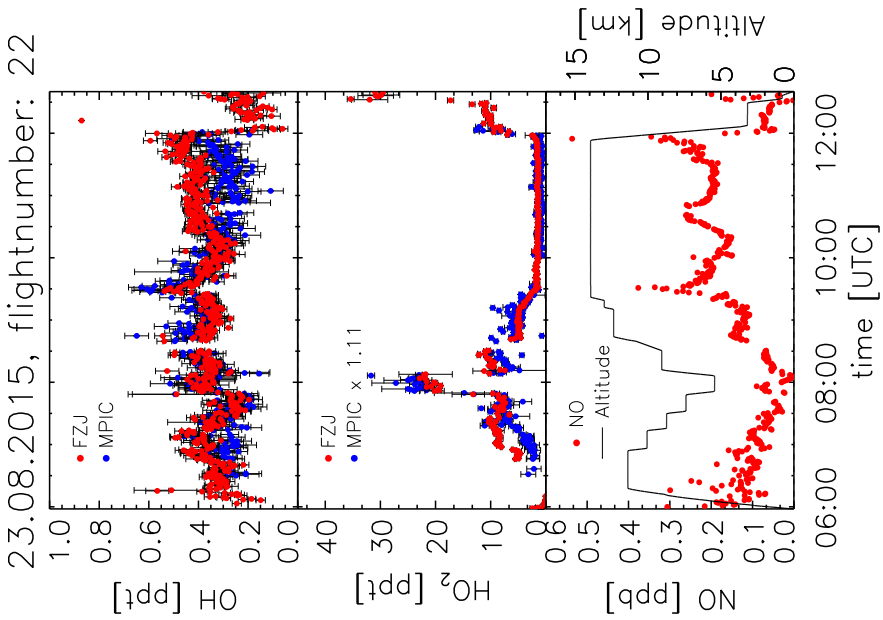 23.08.2015, flightnumber: 22
OH [ppt]
1.0
0.8
0.6
0.4
0.2
0.0
FZJ
MPIC
HO2 [ppt]
40
30
20
10
0
FZJ
MPIC x 1.11
NO [ppb]
0.6
0.5
0.4
0.3
0.2
0.1
0.0
NO
Altitude
Altitude [km]
15
10
5
0
06:00 08:00 10:00 12:00
time [UTC]